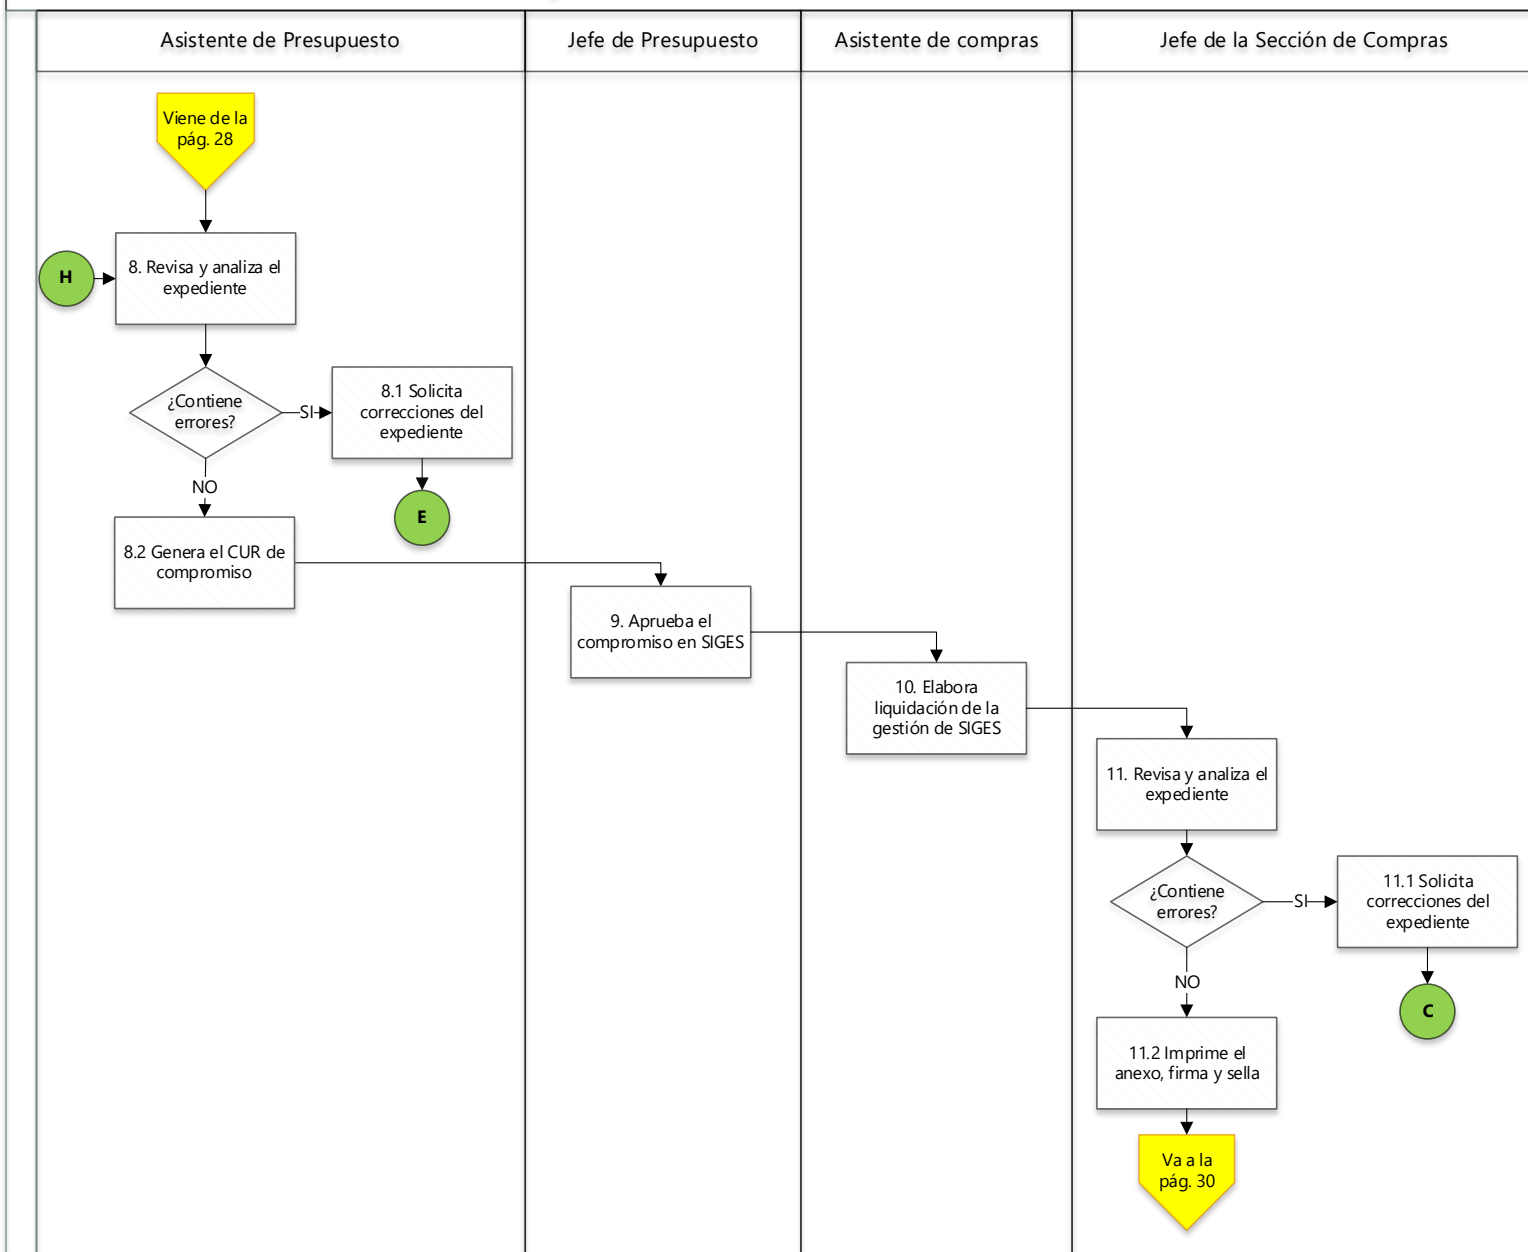 Asistente de Presupuesto
Jefe de Presupuesto
Asistente de compras
Jefe de la Sección de Compras
Viene de la
pág. 28
H
8. Revisa y analiza el
expediente
¿Contiene
errores?
SI
8.1 Solicita
correcciones del
expediente
E
NO
8.2 Genera el CUR de
compromiso
9. Aprueba el
compromiso en SIGES
10. Elabora
liquidación de la
gestión de SIGES
11. Revisa y analiza el
expediente
¿Contiene
errores?
SI
11.1 Solicita
correcciones del
expediente
C
NO
11.2 Imprime el
anexo, firma y sella
Va a la
pág. 30